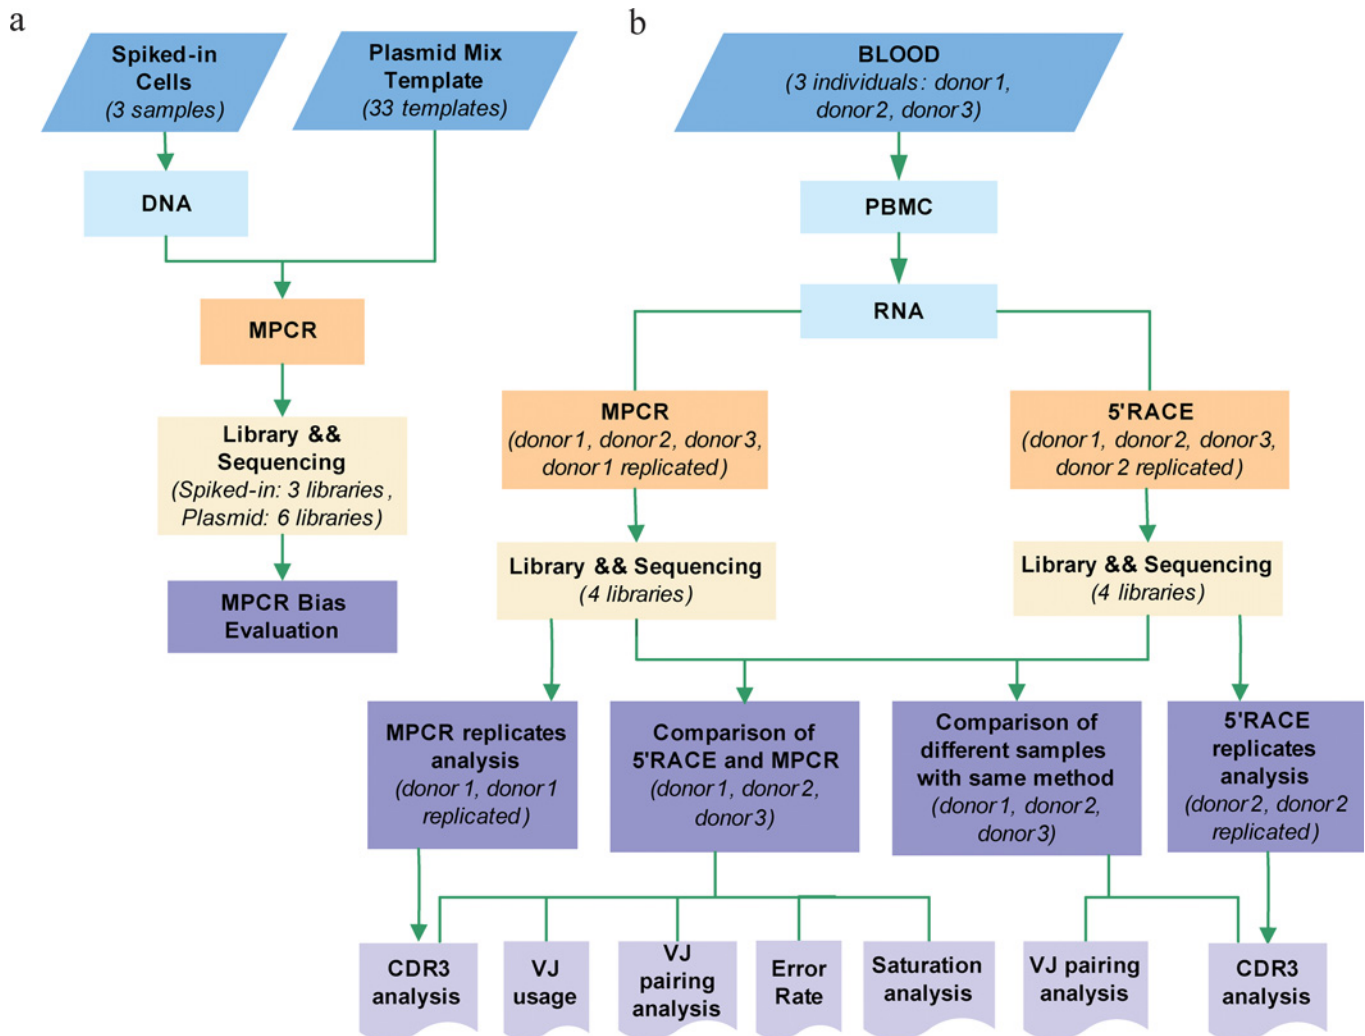 a
Spiked-in
Cells
(3 samples)
Plasmid Mix
Template
(33 templates)
DNA
MPCR
Library && 
Sequencing
(Spiked-in: 3 libraries,
Plasmid: 6 libraries)
MPCR Bias
Evaluation
b
BLOOD
(3 individuals: donor1,
donor2, donor3)
PBMC
RNA
MPCR
(donor1, donor2, donor3,
donor1 replicated)
5'RACE
(donor1, donor2, donor3,
donor2 replicated)
Library && Sequencing
(4 libraries)
Library && Sequencing
(4 libraries)
MPCR replicates
analysis
(donor1, donor1
replicated)
Comparison of
5'RACE and MPCR
(donor1, donor2,
donor3)
Comparison of
different samples
with same method
(donor1, donor2,
donor3)
5'RACE
replicates
analysis
(donor2, donor2
replicated)
CDR3
analysis
VJ
usage
VJ
pairing
analysis
Error
Rate
Saturation
analysis
VJ pairing
analysis
CDR3
analysis